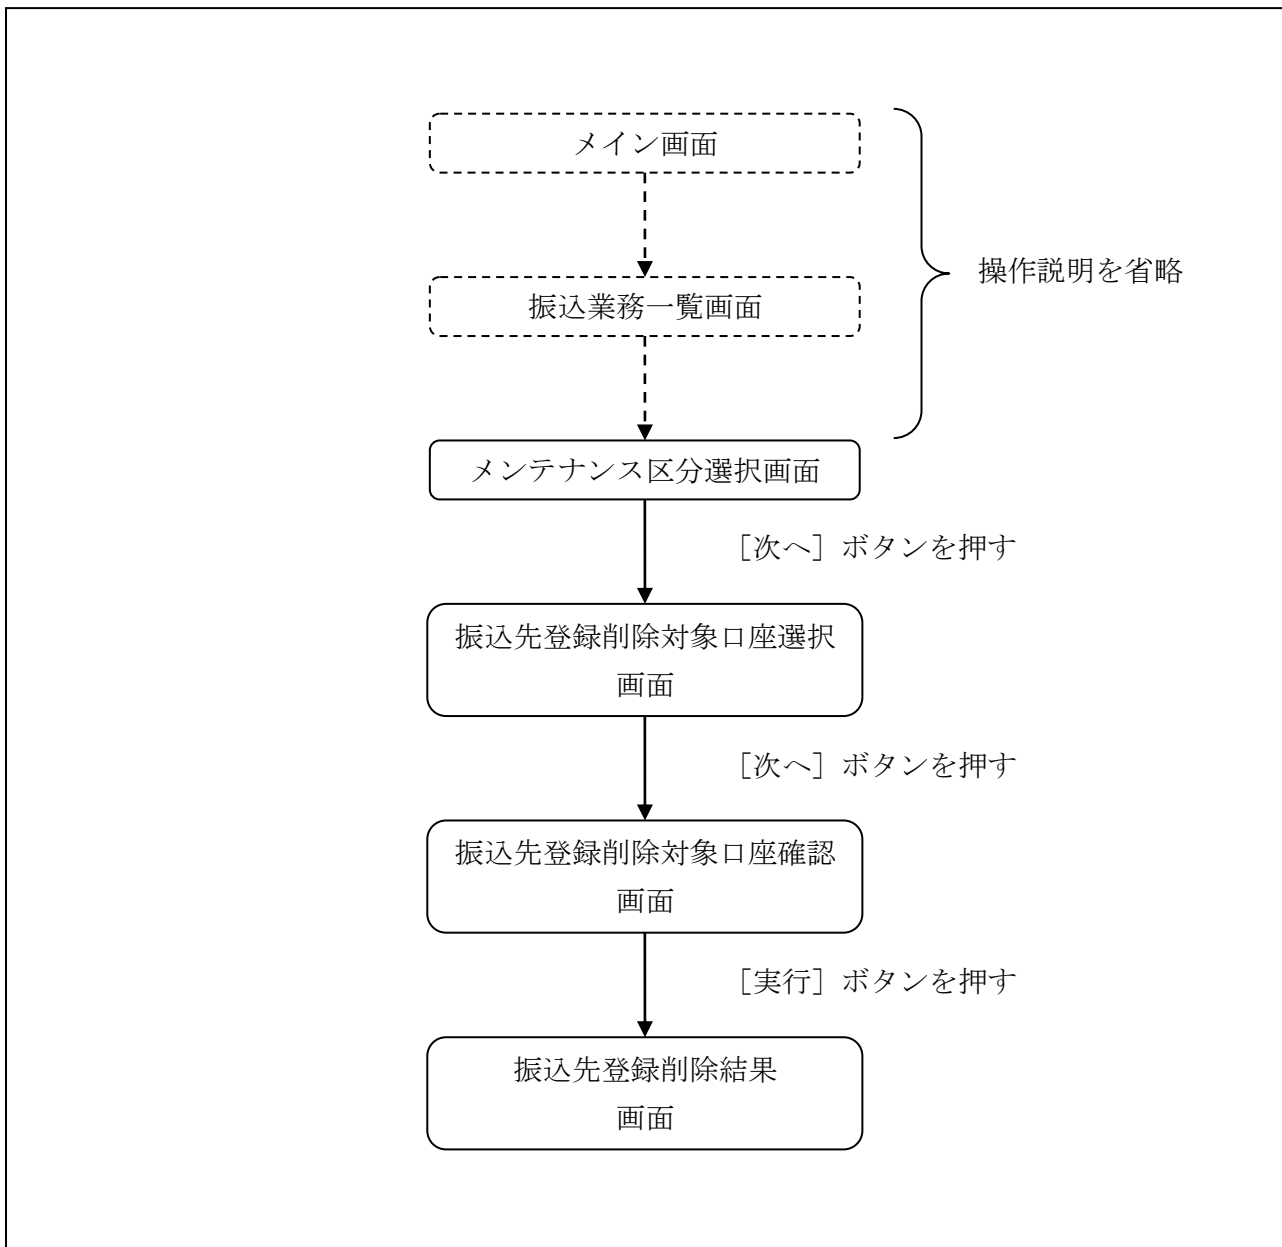 メイン画面
操作説明を省略
振込業務一覧画面
メンテナンス区分選択画面
［次へ］ボタンを押す
振込先登録削除対象口座選択
画面
［次へ］ボタンを押す
振込先登録削除対象口座確認
画面
［実行］ボタンを押す
振込先登録削除結果
画面